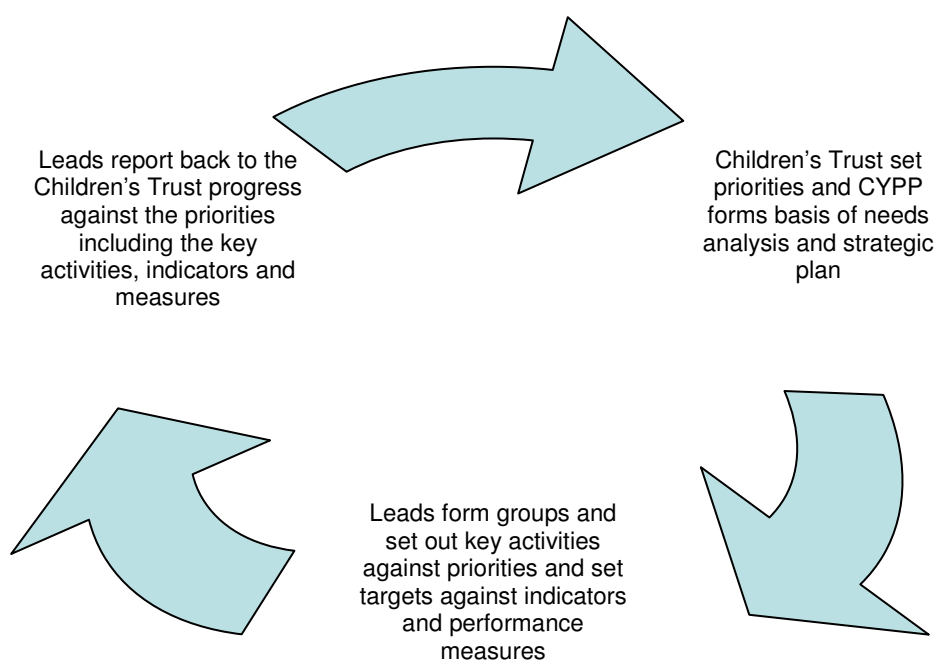 Leads report back to the
Children’s Trust progress
against the priorities
including the key
activities, indicators and
measures
Children’s Trust set
priorities and CYPP
forms basis of needs
analysis and strategic
plan
Leads form groups and
set out key activities
against priorities and set
targets against indicators
and performance
measures